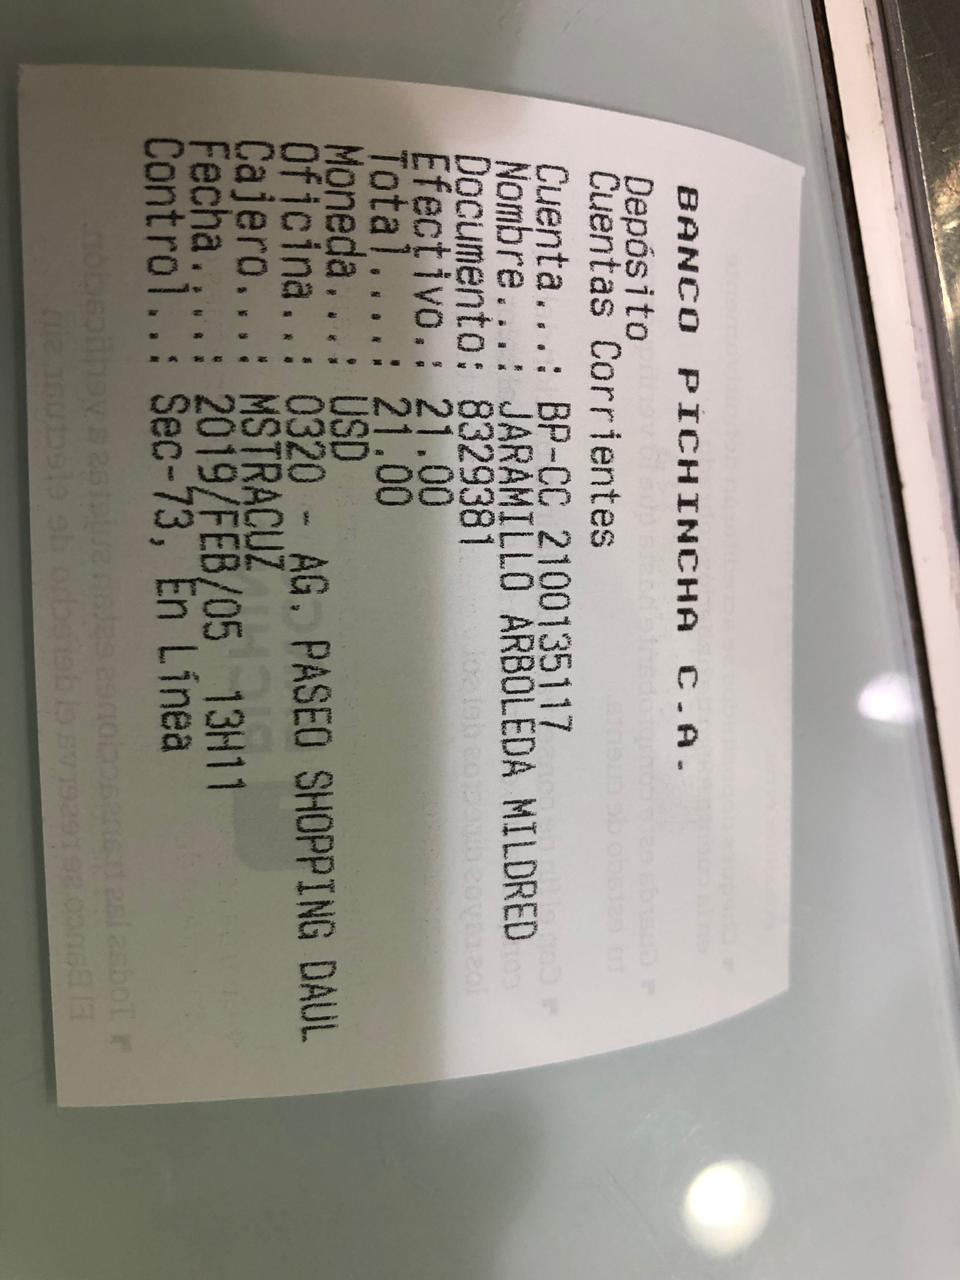 BANCO PICHINCHA C.A.
Depósito
Cuentas Corrientes
Cuenta...: BP-CC 2100135117
Nombre...: JARAMILLO ARBOLEDA MILDRED
Documento: 8329381
Efectivo.: 21.00
Total....: 21.00
Moneda...: USD
Oficina..: 0320 - AG. PASEO SHOPPING DAUL
Cajero...: MSTRACUZ
Fecha....: 2019/FEB/05 13H11
Control..: Sec-73, En Línea